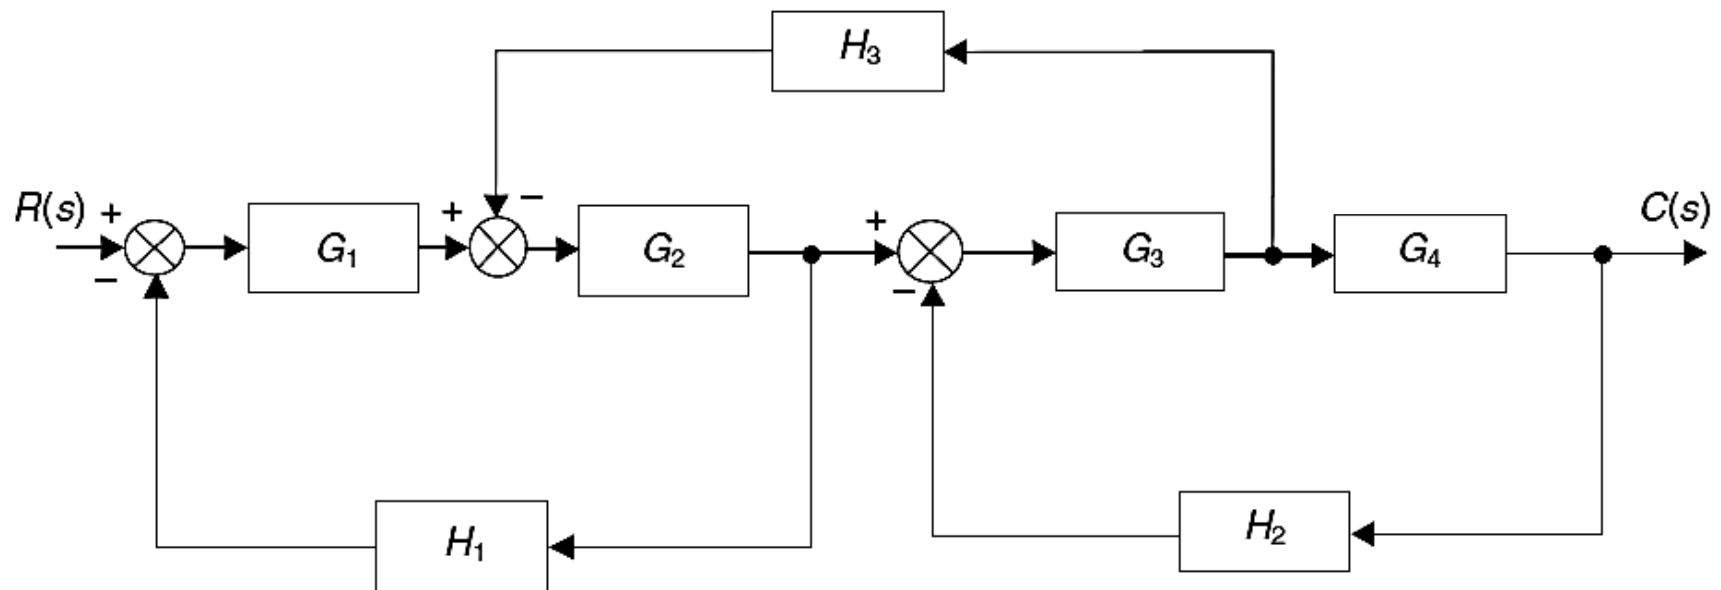 H₃
R(s) + − + − + − C(s)
G₁ G₂ G₃ G₄
H₁ H₂